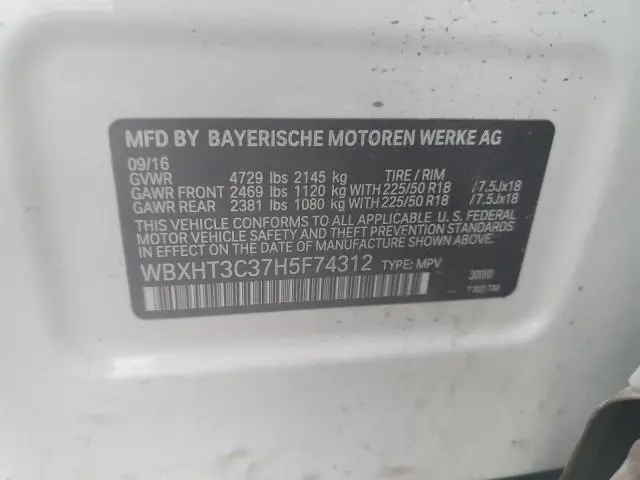 MFD BY BAYERISCHE MOTOREN WERKE AG
09/16
GVWR 4729 lbs 2145 kg TIRE / RIM
GAWR FRONT 2469 lbs 1120 kg WITH 225/50 R18 /7.5Jx18
GAWR REAR 2381 lbs 1080 kg WITH 225/50 R18 /7.5Jx18
THIS VEHICLE CONFORMS TO ALL APPLICABLE U. S. FEDERAL
MOTOR VEHICLE SAFETY AND THEFT PREVENTION STANDARDS
IN EFFECT ON THE DATE OF MANUFACTURE SHOWN ABOVE.
WBXHT3C37H5F74312 TYPE: MPV